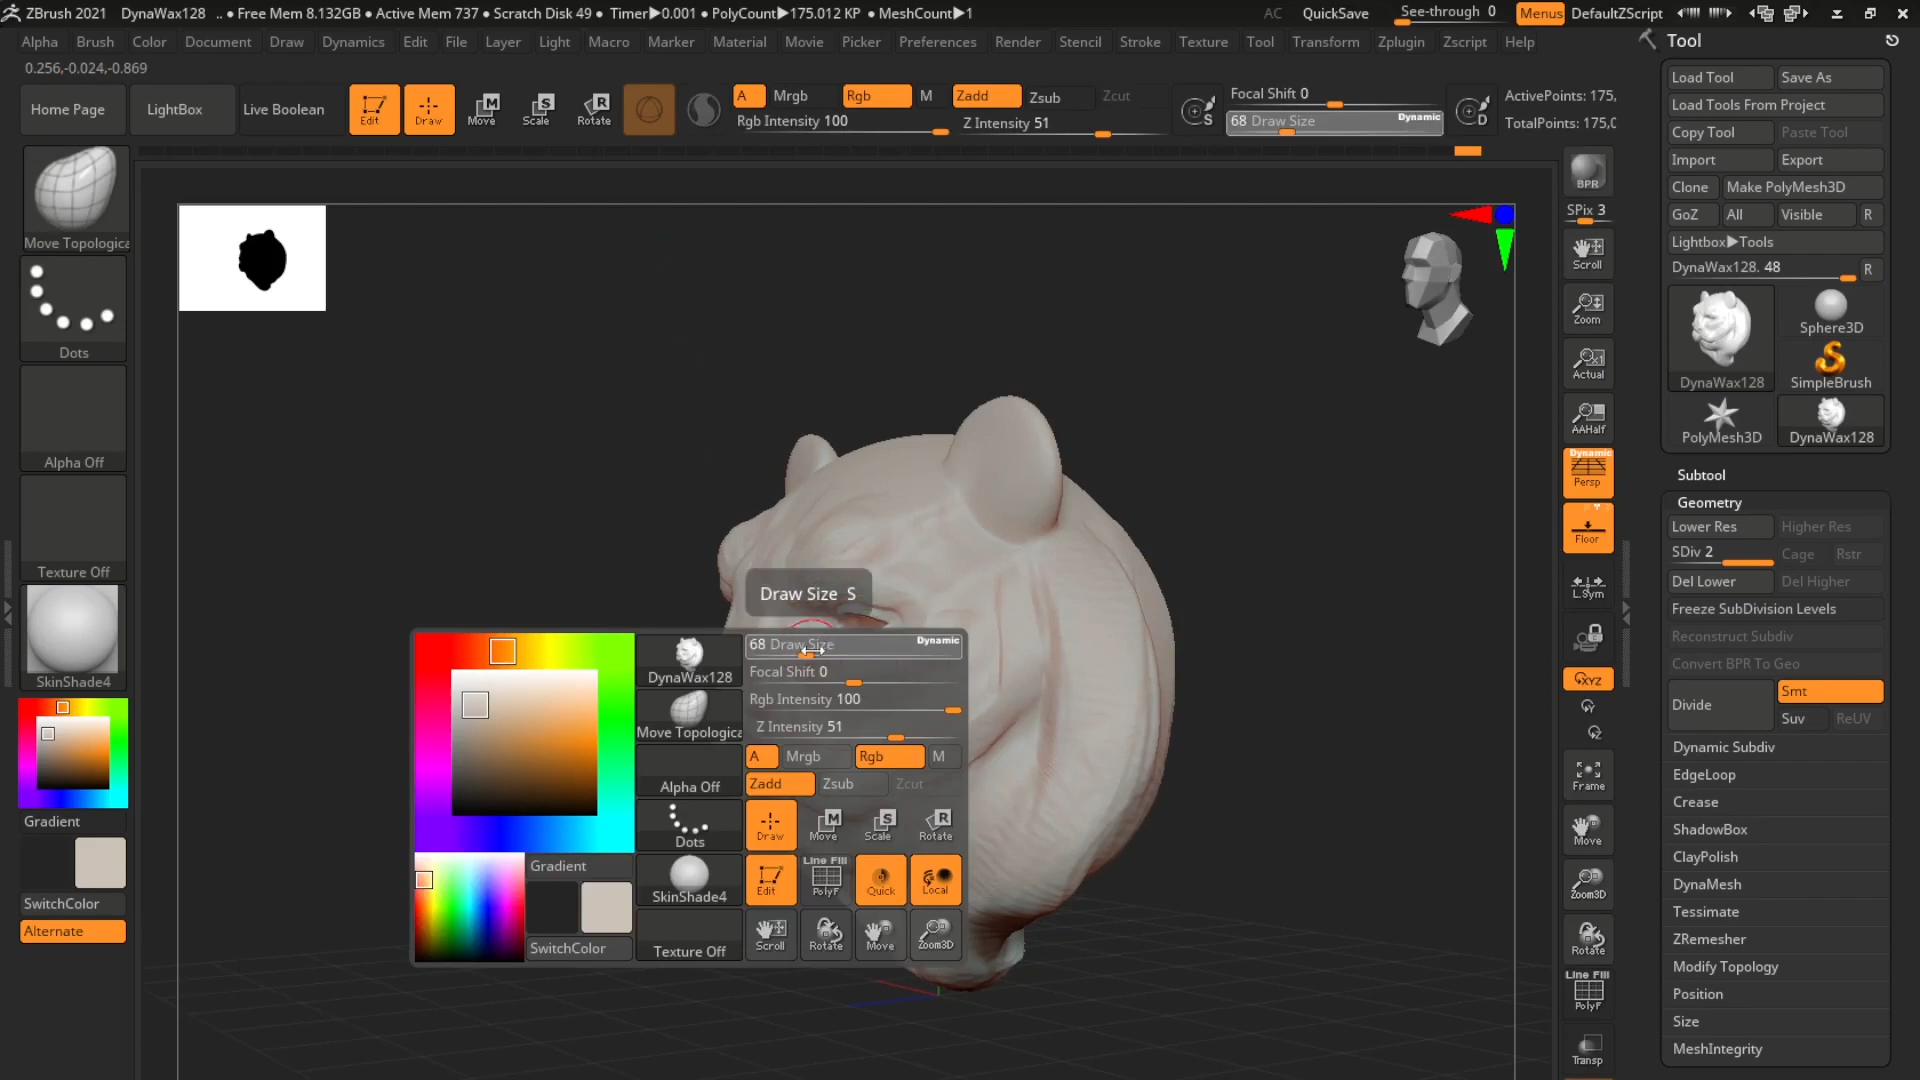 ZBrush 2021 DynaWax128 .. • Free Mem 8.132GB • Active Mem 737 • Scratch Disk 49 • Timer▶0.001 • PolyCount▶175.012 KP • MeshCount▶1 AC QuickSave See-through 0 Menus DefaultZScript
Alpha Brush Color Document Draw Dynamics Edit File Layer Light Macro Marker Material Movie Picker Preferences Render Stencil Stroke Texture Tool Transform Zplugin Zscript Help
0.256,-0.024,-0.869
Home Page LightBox Live Boolean Edit Draw Move Scale Rotate
M S R
A Mrgb Rgb M Zadd Zsub Zcut
Rgb Intensity 100 Z Intensity 51
S
Focal Shift 0
68 Draw Size Dynamic
D
ActivePoints: 175,
TotalPoints: 175,0
Move Topologica
Dots
Alpha Off
Texture Off
SkinShade4
Gradient
SwitchColor
Alternate
Draw Size S
DynaWax128
Move Topologica
Alpha Off
Dots
SkinShade4
Texture Off
Gradient
SwitchColor
68 Draw Size Dynamic
Focal Shift 0
Rgb Intensity 100
Z Intensity 51
A Mrgb Rgb M
Zadd Zsub Zcut
M S R
Draw Move Scale Rotate
Line Fill
Edit PolyF Quick Local
Scroll Rotate Move Zoom3D
BPR
SPix 3
Scroll
Zoom
x1
Actual
AAHalf
Dynamic
Persp
Floor
L.Sym
XYZ
Y
Z
Frame
Move
Zoom3D
Rotate
Line Fill
PolyF
Transp
Tool
Load Tool Save As
Load Tools From Project
Copy Tool Paste Tool
Import Export
Clone Make PolyMesh3D
GoZ All Visible R
Lightbox▶Tools
DynaWax128. 48 R
DynaWax128
Sphere3D
SimpleBrush
PolyMesh3D DynaWax128
Subtool
Geometry
Lower Res Higher Res
SDiv 2 Cage Rstr
Del Lower Del Higher
Freeze SubDivision Levels
Reconstruct Subdiv
Convert BPR To Geo
Divide Smt
Suv ReUV
Dynamic Subdiv
EdgeLoop
Crease
ShadowBox
ClayPolish
DynaMesh
Tessimate
ZRemesher
Modify Topology
Position
Size
MeshIntegrity